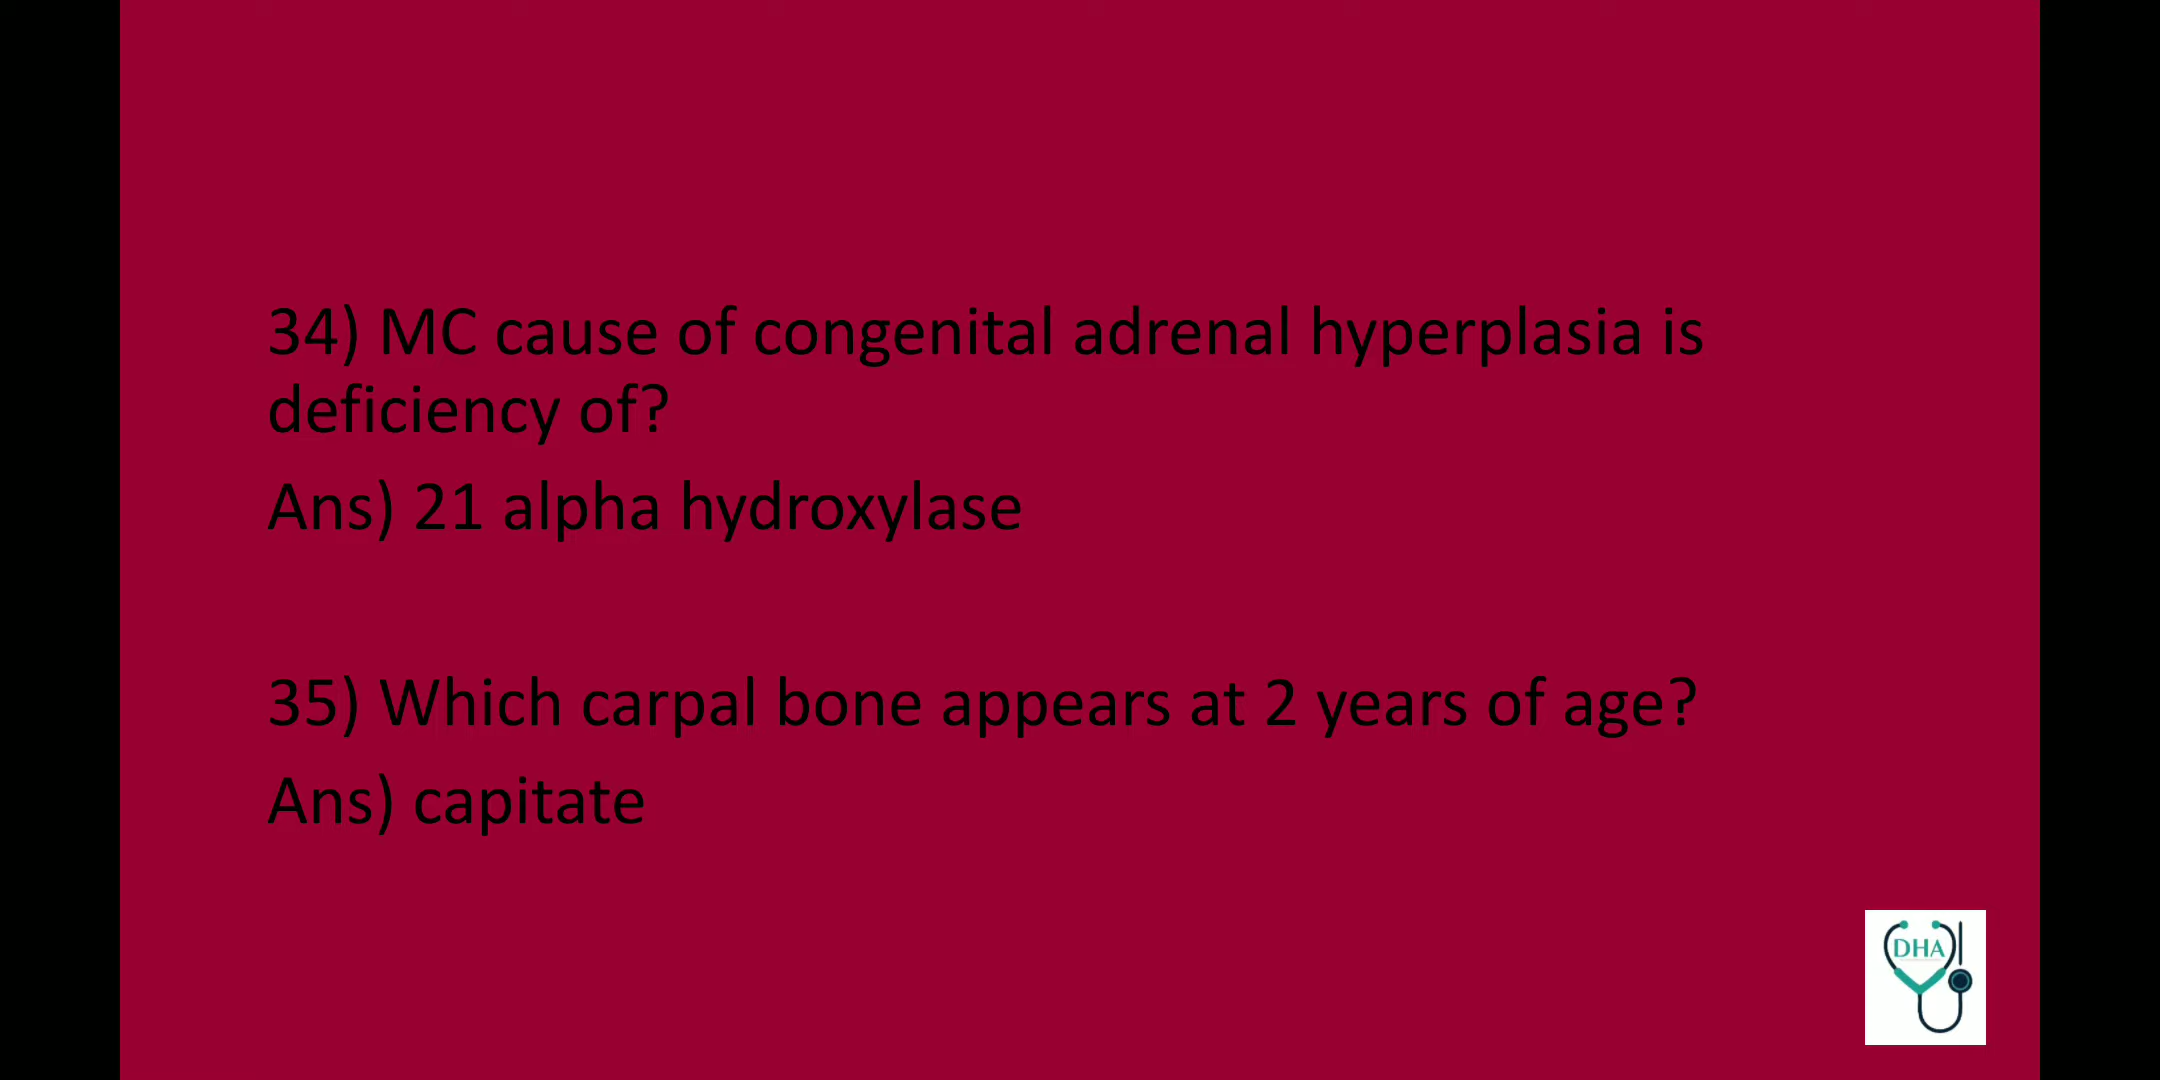 34) MC cause of congenital adrenal hyperplasia is
deficiency of?
Ans) 21 alpha hydroxylase
35) Which carpal bone appears at 2 years of age?
Ans) capitate
DHA